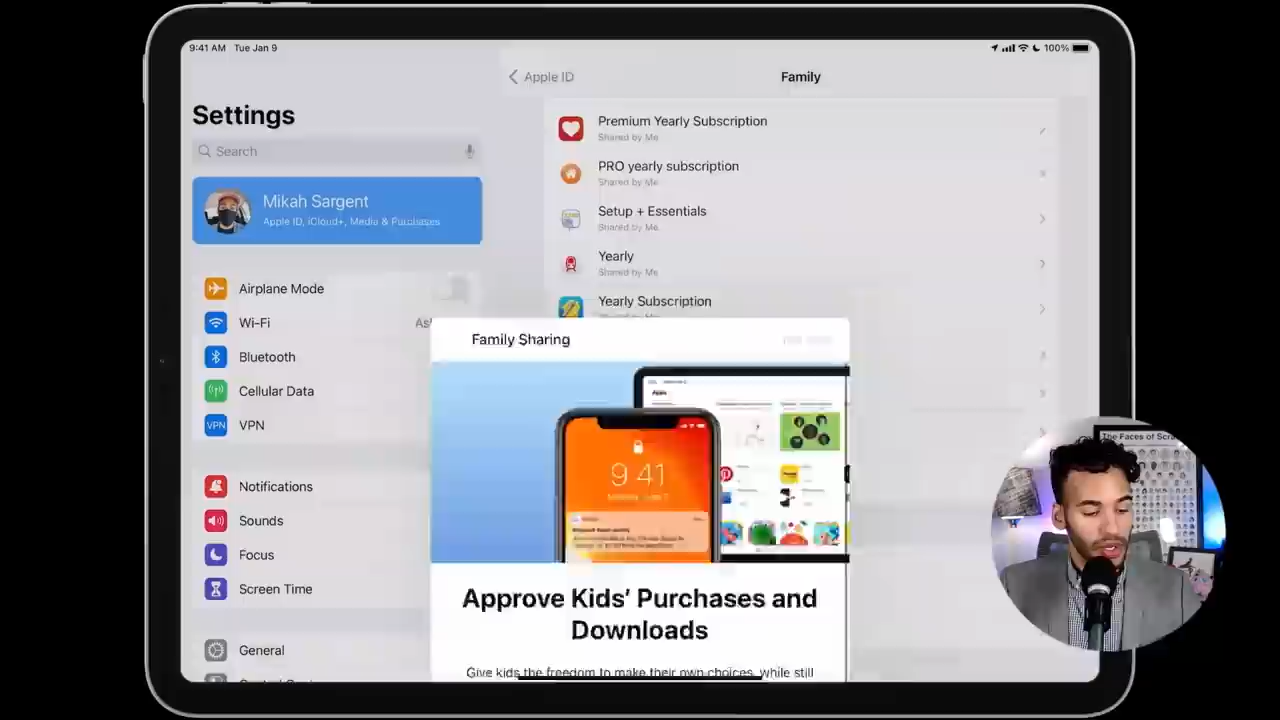 9:41 AM Tue Jan 9
100%
Settings
Search
Mikah Sargent
Apple ID, iCloud+, Media & Purchases
Airplane Mode
Wi-Fi
Bluetooth
Cellular Data
VPN
VPN
Notifications
Sounds
Focus
Screen Time
General
Apple ID
Family
Premium Yearly Subscription
Shared by Me
PRO yearly subscription
Shared by Me
Setup + Essentials
Shared by Me
Yearly
Shared by Me
Yearly Subscription
Family Sharing
Apps
9:41
Approve Kids' Purchases and
Downloads
Give kids the freedom to make their own choices, while still
The Faces of